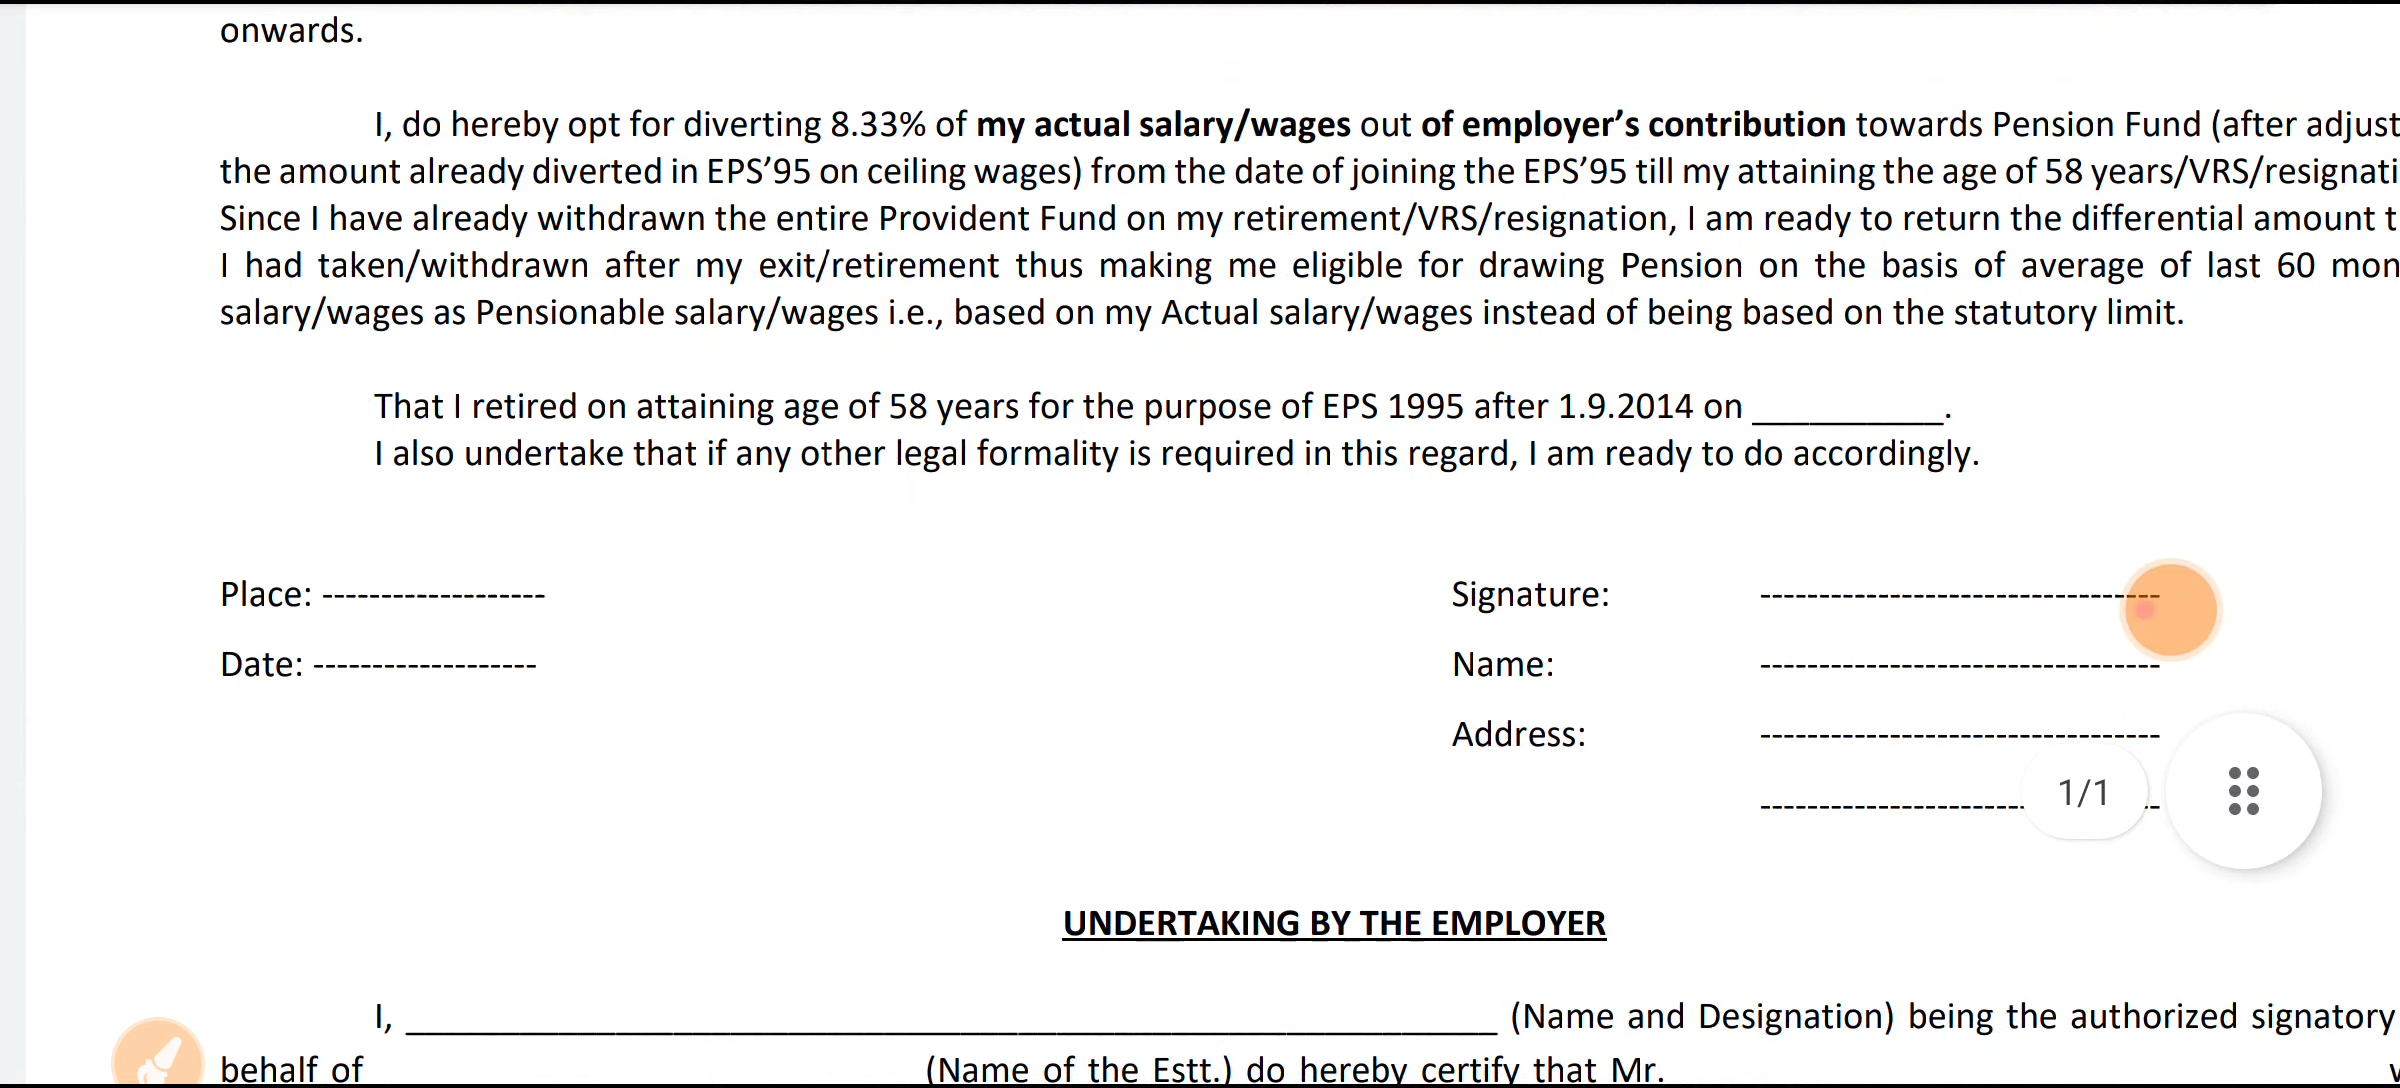 onwards.
I, do hereby opt for diverting 8.33% of my actual salary/wages out of employer’s contribution towards Pension Fund (after adjust
the amount already diverted in EPS’95 on ceiling wages) from the date of joining the EPS’95 till my attaining the age of 58 years/VRS/resignati
Since I have already withdrawn the entire Provident Fund on my retirement/VRS/resignation, I am ready to return the differential amount t
I had taken/withdrawn after my exit/retirement thus making me eligible for drawing Pension on the basis of average of last 60 mon
salary/wages as Pensionable salary/wages i.e., based on my Actual salary/wages instead of being based on the statutory limit.
That I retired on attaining age of 58 years for the purpose of EPS 1995 after 1.9.2014 on __________.
I also undertake that if any other legal formality is required in this regard, I am ready to do accordingly.
Place: ------------------- Signature: ----------------------------------
Date: ------------------- Name: ----------------------------------
Address: ----------------------------------
----------------------------------
1/1
UNDERTAKING BY THE EMPLOYER
I, _________________________________________________________ (Name and Designation) being the authorized signatory
behalf of (Name of the Estt.) do hereby certify that Mr.